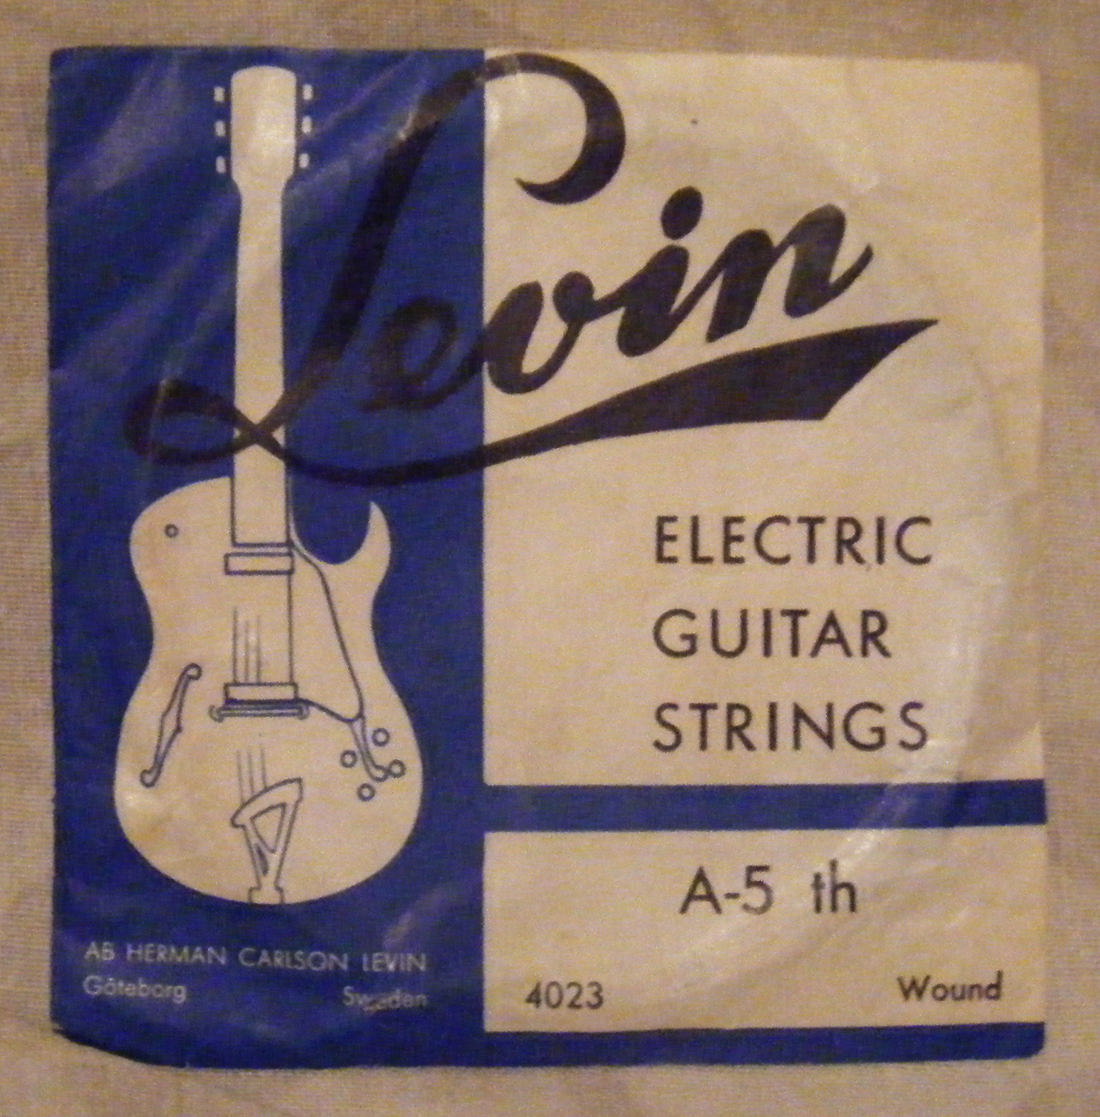 Levin
ELECTRIC
GUITAR
STRINGS
A-5 th
4023 Wound
AB HERMAN CARLSON LEVIN
Göteborg Sweden